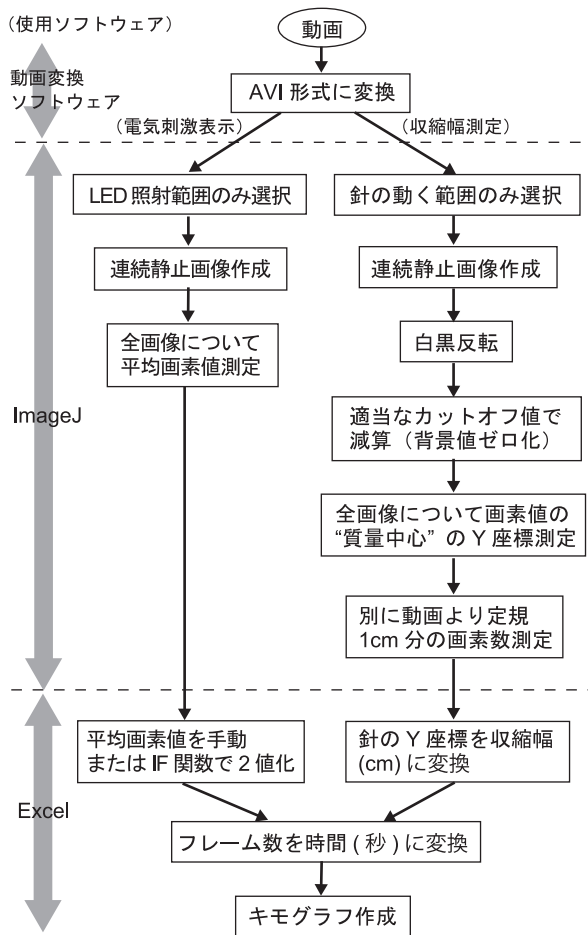 (使用ソフトウェア)
動画
動画変換
ソフトウェア
AVI 形式に変換
(電気刺激表示)
(収縮幅測定)
LED 照射範囲のみ選択
針の動く範囲のみ選択
連続静止画像作成
連続静止画像作成
全画像について
平均画素値測定
白黒反転
ImageJ
適当なカットオフ値で
減算（背景値ゼロ化）
全画像について画素値の
“質量中心” の Y 座標測定
別に動画より定規
1cm 分の画素数測定
平均画素値を手動
または IF 関数で 2 値化
針の Y 座標を収縮幅
(cm) に変換
Excel
フレーム数を時間 ( 秒 ) に変換
キモグラフ作成